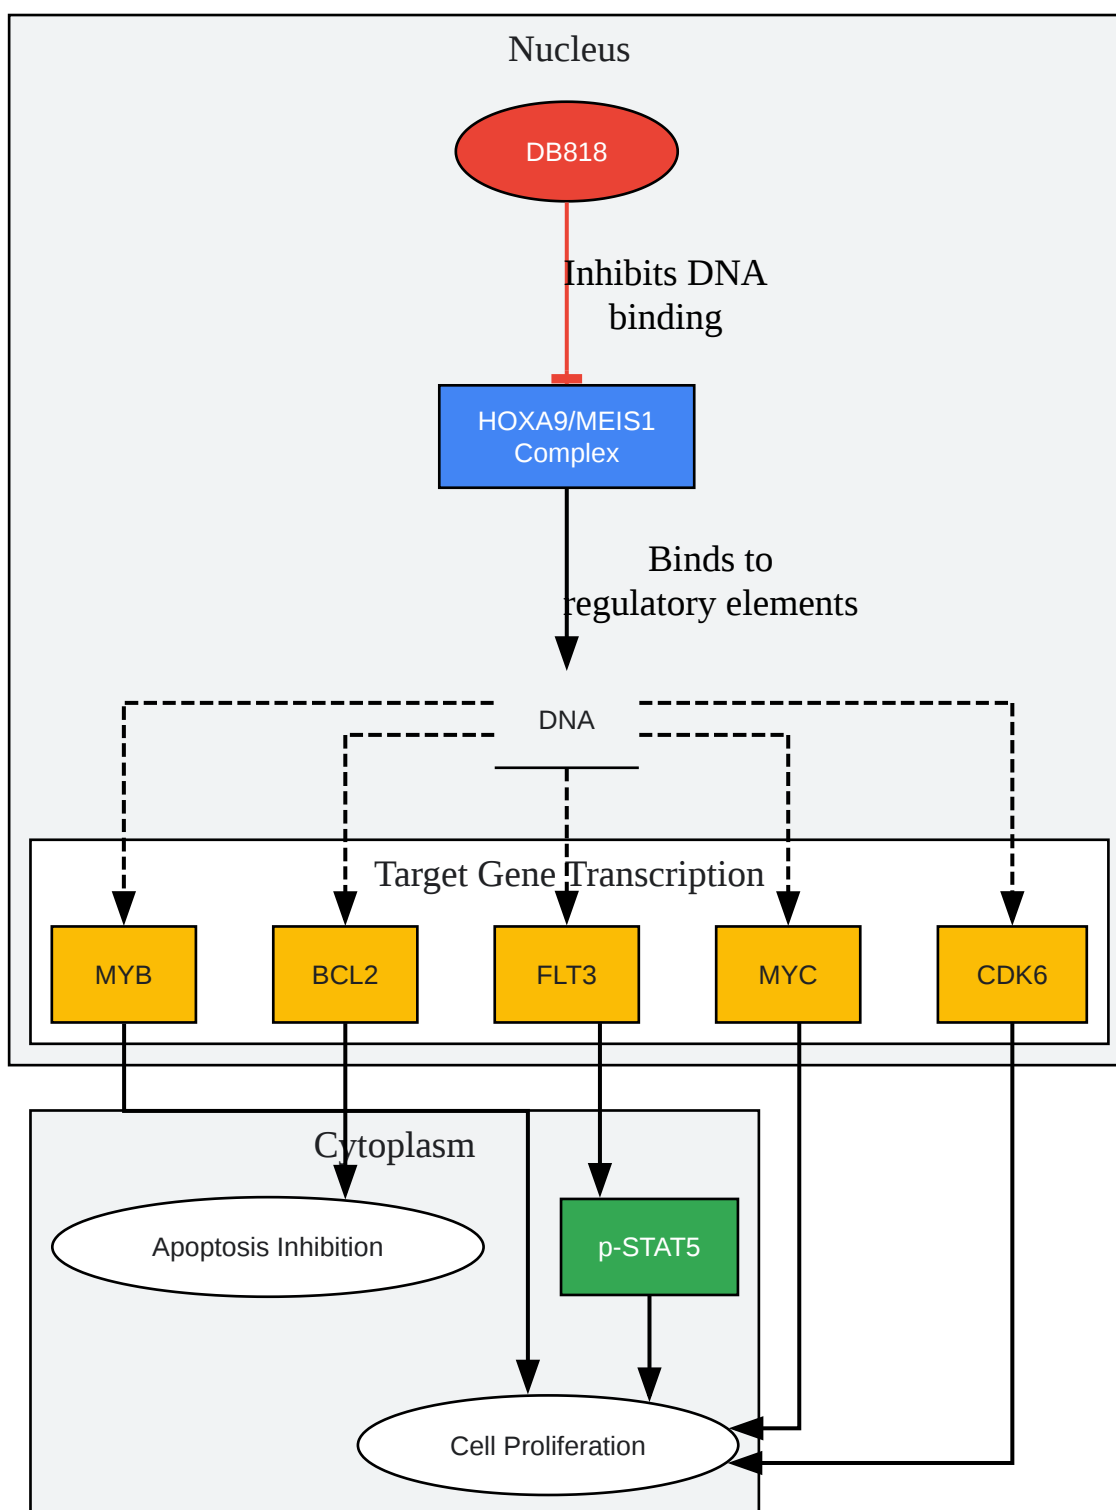 Nucleus
DB818
Inhibits DNA
binding
HOXA9/MEIS1
Complex
Binds to
regulatory elements
DNA
Target Gene Transcription
MYB
BCL2
FLT3
MYC
CDK6
Cytoplasm
Apoptosis Inhibition
p-STAT5
Cell Proliferation